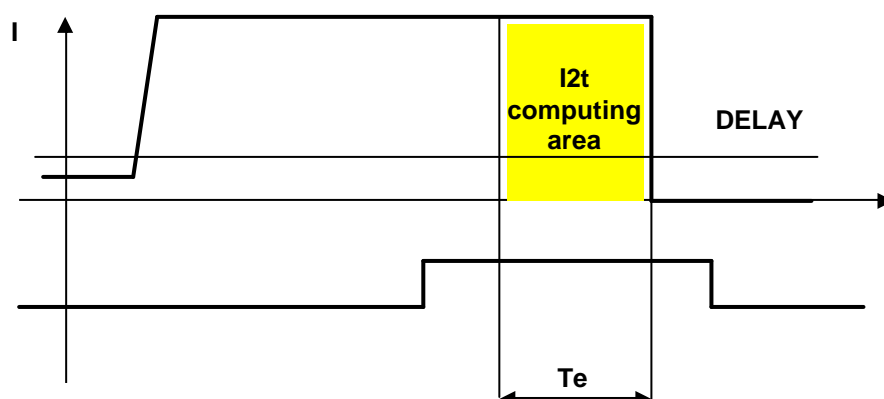 I
I2t
computing
area
DELAY
Te